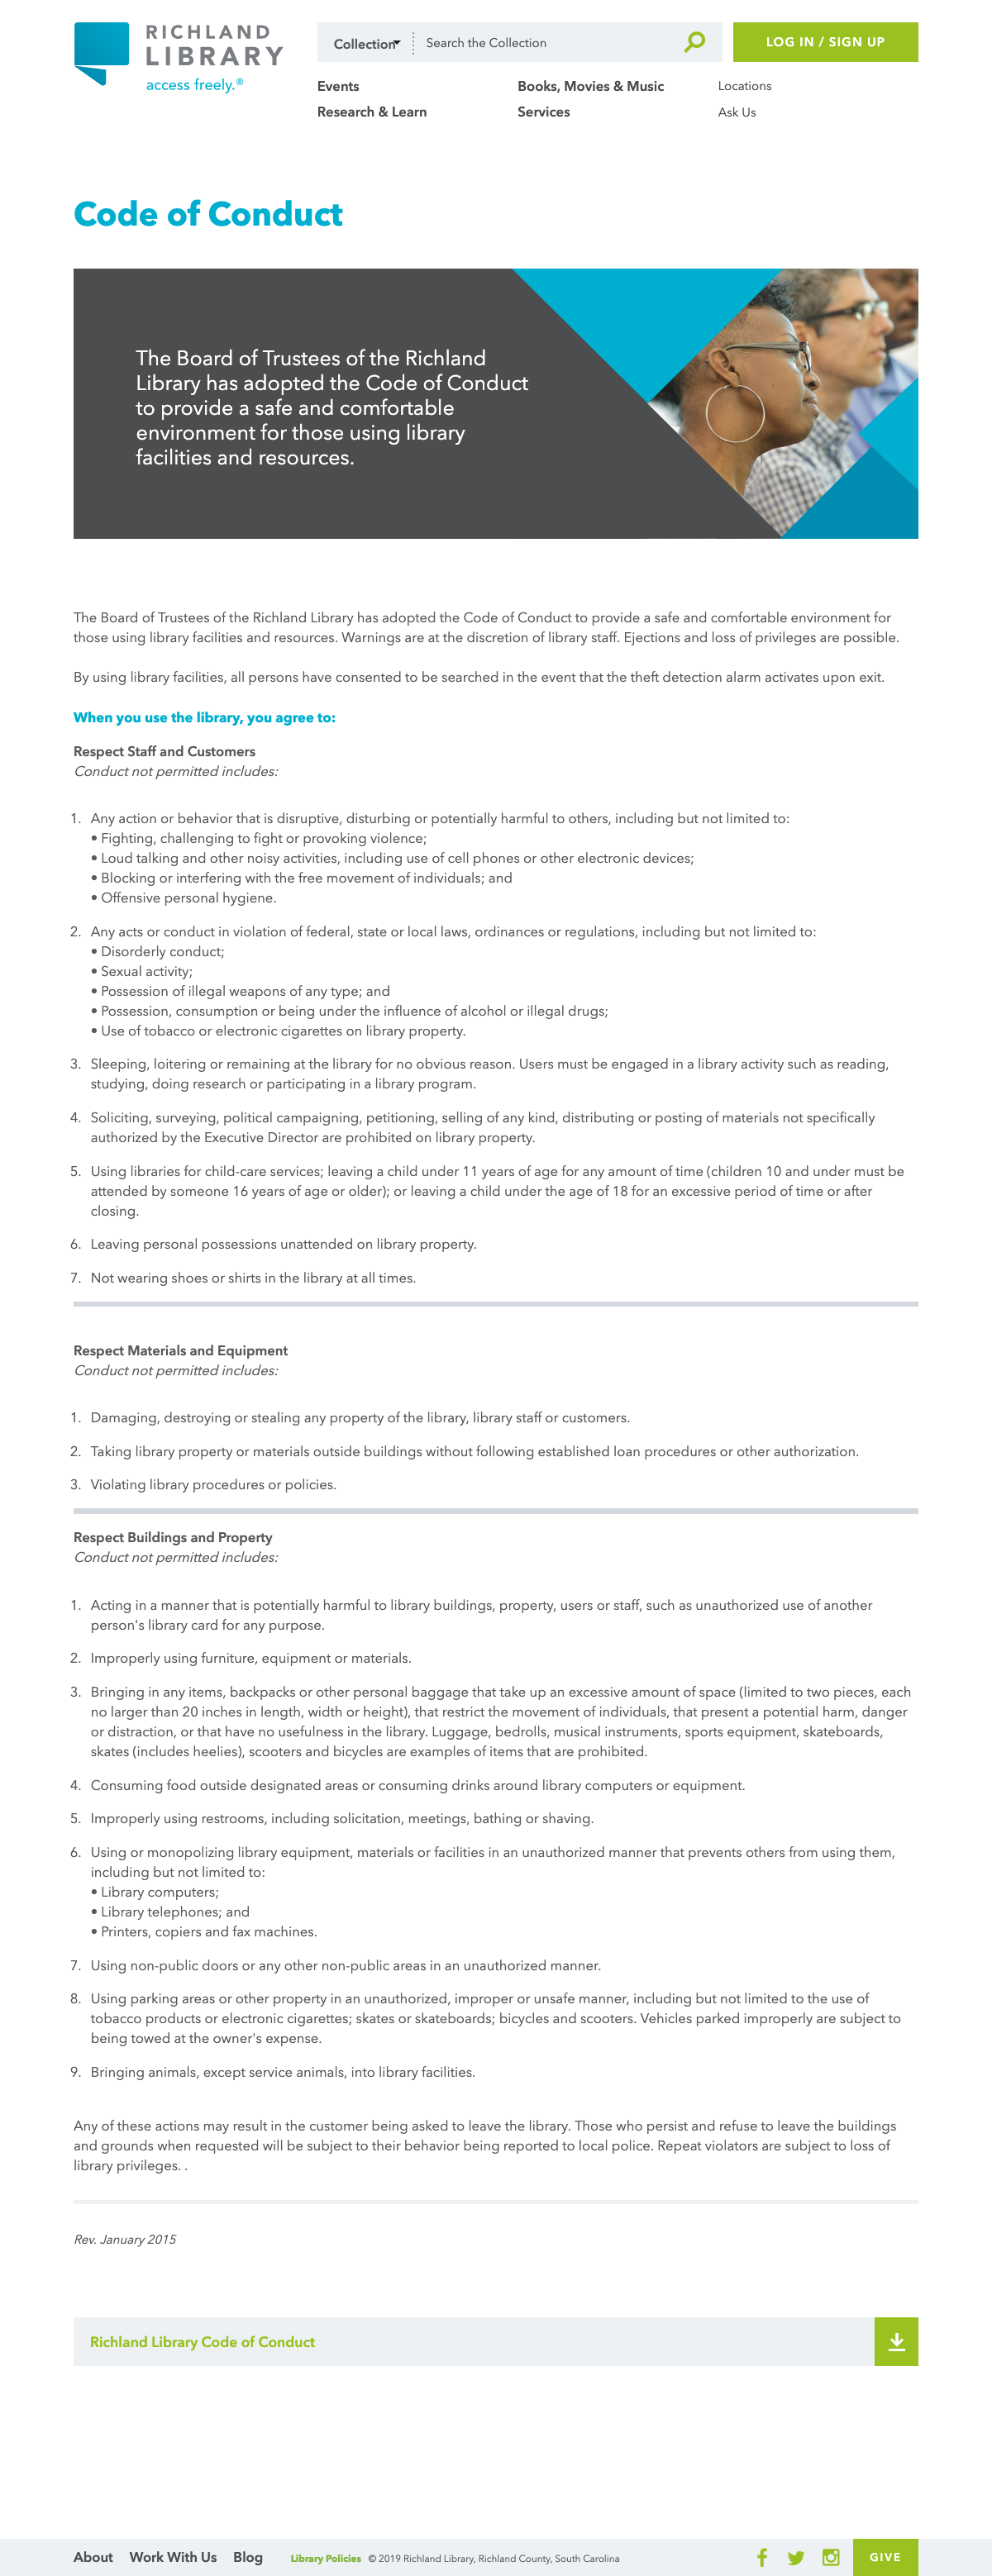 RICHLAND
LIBRARY
access freely.®
Collection
Search the Collection
LOG IN / SIGN UP
Events
Books, Movies & Music
Locations
Research & Learn
Services
Ask Us
Code of Conduct
The Board of Trustees of the Richland
Library has adopted the Code of Conduct
to provide a safe and comfortable
environment for those using library
facilities and resources.
The Board of Trustees of the Richland Library has adopted the Code of Conduct to provide a safe and comfortable environment for
those using library facilities and resources. Warnings are at the discretion of library staff. Ejections and loss of privileges are possible.
By using library facilities, all persons have consented to be searched in the event that the theft detection alarm activates upon exit.
When you use the library, you agree to:
Respect Staff and Customers
Conduct not permitted includes:
1. Any action or behavior that is disruptive, disturbing or potentially harmful to others, including but not limited to:
• Fighting, challenging to fight or provoking violence;
• Loud talking and other noisy activities, including use of cell phones or other electronic devices;
• Blocking or interfering with the free movement of individuals; and
• Offensive personal hygiene.
2. Any acts or conduct in violation of federal, state or local laws, ordinances or regulations, including but not limited to:
• Disorderly conduct;
• Sexual activity;
• Possession of illegal weapons of any type; and
• Possession, consumption or being under the influence of alcohol or illegal drugs;
• Use of tobacco or electronic cigarettes on library property.
3. Sleeping, loitering or remaining at the library for no obvious reason. Users must be engaged in a library activity such as reading,
studying, doing research or participating in a library program.
4. Soliciting, surveying, political campaigning, petitioning, selling of any kind, distributing or posting of materials not specifically
authorized by the Executive Director are prohibited on library property.
5. Using libraries for child-care services; leaving a child under 11 years of age for any amount of time (children 10 and under must be
attended by someone 16 years of age or older); or leaving a child under the age of 18 for an excessive period of time or after
closing.
6. Leaving personal possessions unattended on library property.
7. Not wearing shoes or shirts in the library at all times.
Respect Materials and Equipment
Conduct not permitted includes:
1. Damaging, destroying or stealing any property of the library, library staff or customers.
2. Taking library property or materials outside buildings without following established loan procedures or other authorization.
3. Violating library procedures or policies.
Respect Buildings and Property
Conduct not permitted includes:
1. Acting in a manner that is potentially harmful to library buildings, property, users or staff, such as unauthorized use of another
person's library card for any purpose.
2. Improperly using furniture, equipment or materials.
3. Bringing in any items, backpacks or other personal baggage that take up an excessive amount of space (limited to two pieces, each
no larger than 20 inches in length, width or height), that restrict the movement of individuals, that present a potential harm, danger
or distraction, or that have no usefulness in the library. Luggage, bedrolls, musical instruments, sports equipment, skateboards,
skates (includes heelies), scooters and bicycles are examples of items that are prohibited.
4. Consuming food outside designated areas or consuming drinks around library computers or equipment.
5. Improperly using restrooms, including solicitation, meetings, bathing or shaving.
6. Using or monopolizing library equipment, materials or facilities in an unauthorized manner that prevents others from using them,
including but not limited to:
• Library computers;
• Library telephones; and
• Printers, copiers and fax machines.
7. Using non-public doors or any other non-public areas in an unauthorized manner.
8. Using parking areas or other property in an unauthorized, improper or unsafe manner, including but not limited to the use of
tobacco products or electronic cigarettes; skates or skateboards; bicycles and scooters. Vehicles parked improperly are subject to
being towed at the owner's expense.
9. Bringing animals, except service animals, into library facilities.
Any of these actions may result in the customer being asked to leave the library. Those who persist and refuse to leave the buildings
and grounds when requested will be subject to their behavior being reported to local police. Repeat violators are subject to loss of
library privileges. .
Rev. January 2015
Richland Library Code of Conduct
About
Work With Us
Blog
Library Policies
© 2019 Richland Library, Richland County, South Carolina
GIVE